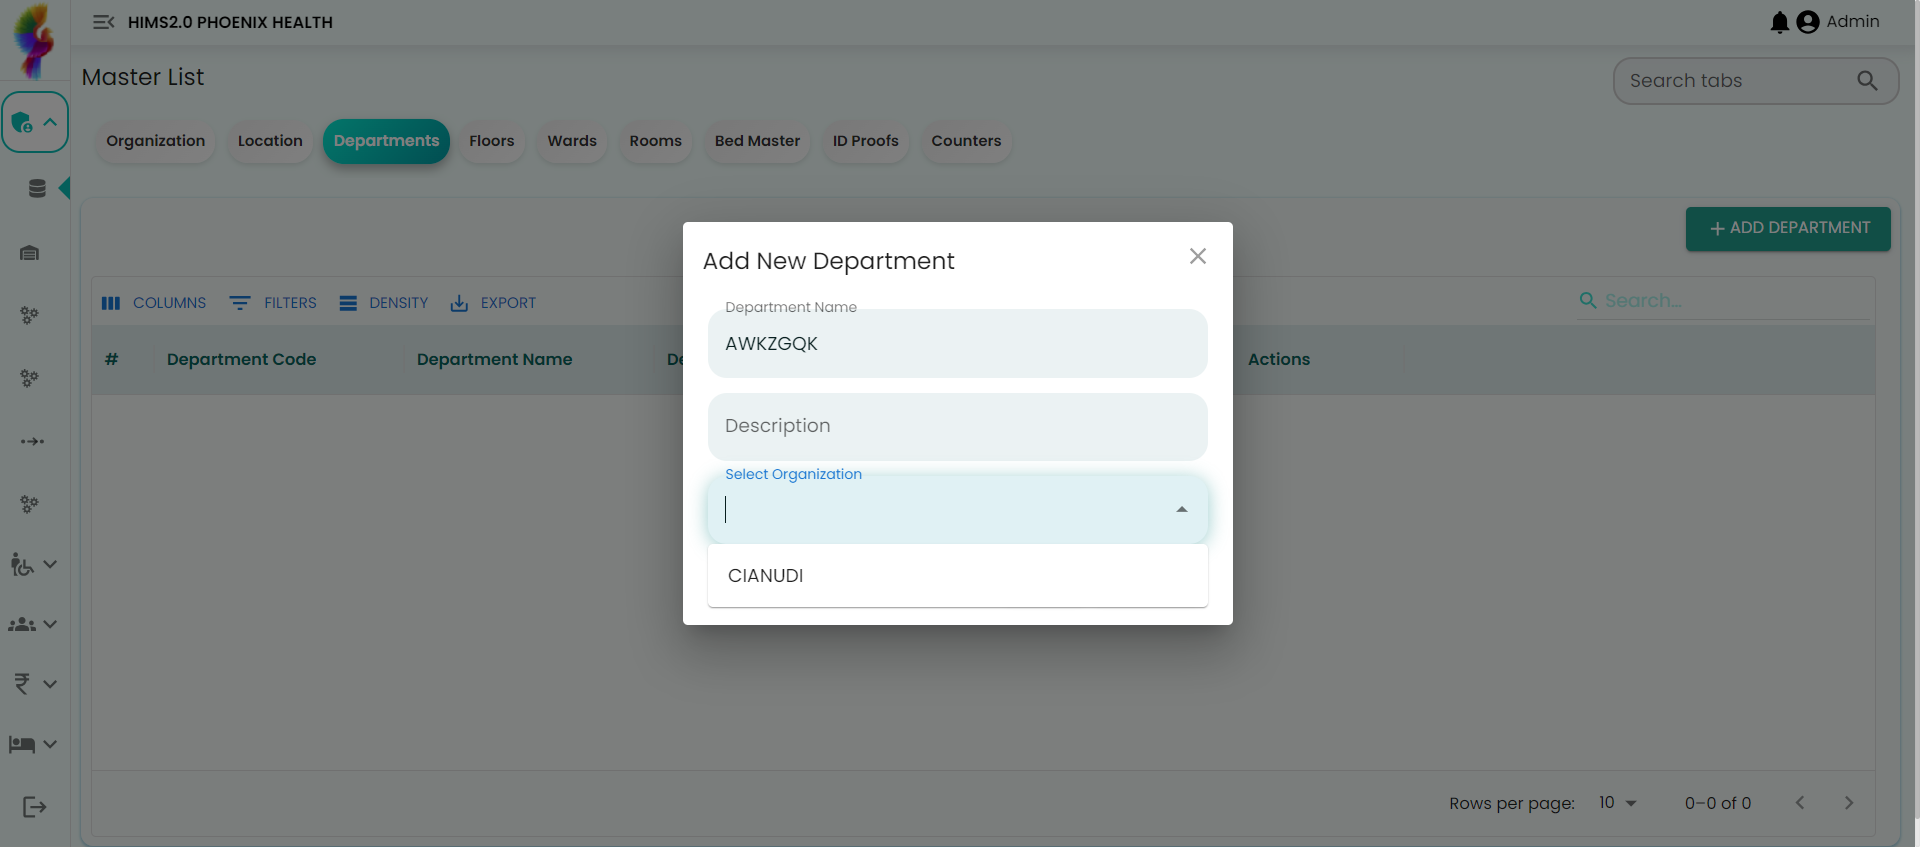 HIMS2.0 PHOENIX HEALTH
Admin
Master List
Search tabs
Organization
Location
Departments
Floors
Wards
Rooms
Bed Master
ID Proofs
Counters
+ ADD DEPARTMENT
Add New Department
Department Name
AWKZGQK
Description
Select Organization
CIANUDI
COLUMNS
FILTERS
DENSITY
EXPORT
Search...
#
Department Code
Department Name
De
Actions
Rows per page:
10
0–0 of 0